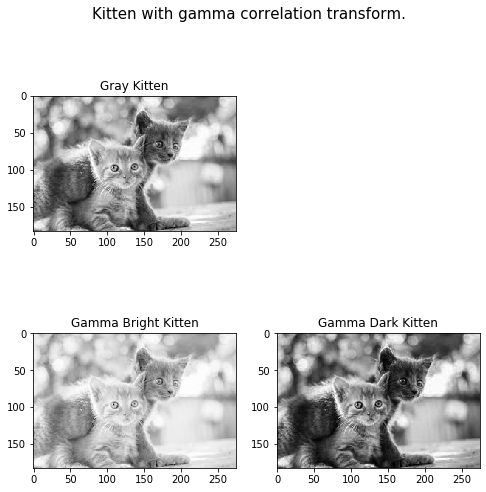 Kitten with gamma correlation transform.
Gray Kitten
0
50
100
150
0 50 100 150 200 250
Gamma Bright Kitten Gamma Dark Kitten
0 0
50 50
100 100
150 150
0 50 100 150 200 250 0 50 100 150 200 250